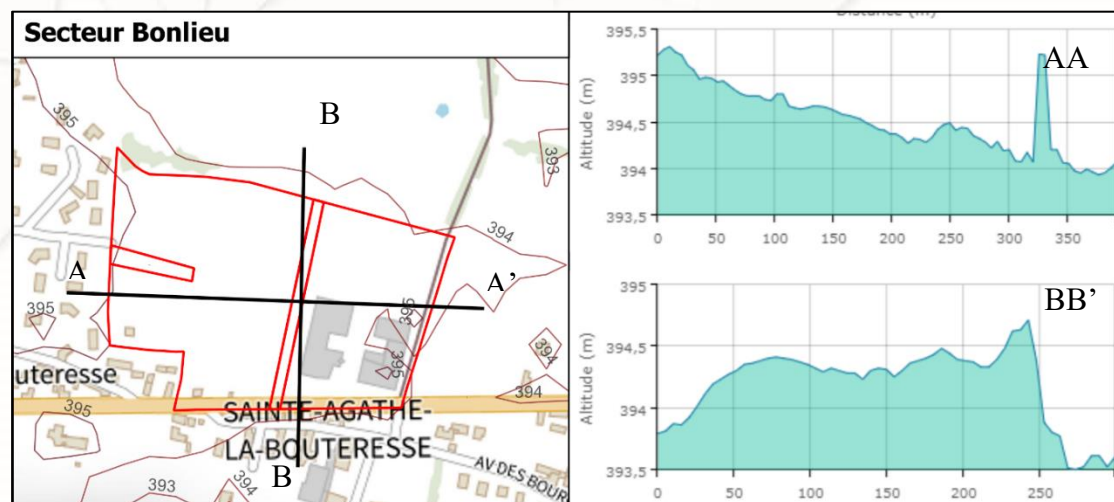 Secteur Bonlieu
395
B
393
394
A
A'
395
395
395
394
uteresse
395
394
SAINTE-AGATHE-
LA-BOUTERESSE
B
AV DES BOUR
393
394
Altitude (m)
395,5
395
394,5
394
393,5
0
50
100
150
200
250
300
350
AA
Altitude (m)
395
394,5
394
393,5
0
50
100
150
200
250
300
BB'